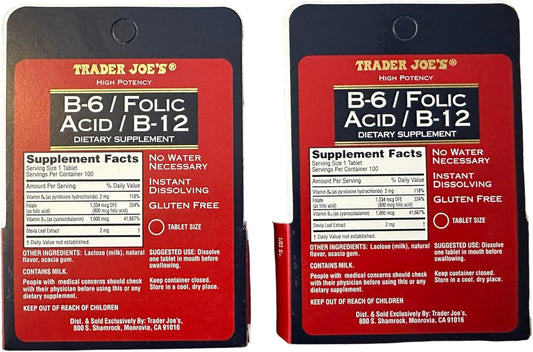 TRADER JOE'S®
HIGH POTENCY
B-6 / FOLIC
ACID / B-12
DIETARY SUPPLEMENT
Supplement Facts
Serving Size 1 Tablet
Servings Per Container 100
Amount Per Serving % Daily Value
Vitamin B₆ (as pyridoxine hydrochloride) 2 mg 118%
Folate 1,334 mcg DFE 334%
(as folic acid) (800 mcg folic acid)
Vitamin B₁₂ (as cyanocobalamin) 1,000 mcg 41,667%
Stevia Leaf Extract 2 mg †
† Daily Value not established.
NO WATER
NECESSARY
INSTANT
DISSOLVING
GLUTEN FREE
TABLET SIZE
OTHER INGREDIENTS: Lactose (milk), natural
flavor, acacia gum.
CONTAINS MILK.
People with medical concerns should check
with their physician before using this or any
dietary supplement.
KEEP OUT OF REACH OF CHILDREN
SUGGESTED USE: Dissolve
one tablet in mouth before
swallowing.
Keep container closed.
Store in a cool, dry place.
Dist. & Sold Exclusively By: Trader Joe's,
800 S. Shamrock, Monrovia, CA 91016
TRADER JOE'S®
HIGH POTENCY
B-6 / FOLIC
ACID / B-12
DIETARY SUPPLEMENT
Supplement Facts
Serving Size 1 Tablet
Servings Per Container 100
Amount Per Serving % Daily Value
Vitamin B₆ (as pyridoxine hydrochloride) 2 mg 118%
Folate 1,334 mcg DFE 334%
(as folic acid) (800 mcg folic acid)
Vitamin B₁₂ (as cyanocobalamin) 1,000 mcg 41,667%
Stevia Leaf Extract 2 mg †
† Daily Value not established.
NO WATER
NECESSARY
INSTANT
DISSOLVING
GLUTEN FREE
TABLET SIZE
OTHER INGREDIENTS: Lactose (milk), natural
flavor, acacia gum.
CONTAINS MILK.
People with medical concerns should check
with their physician before using this or any
dietary supplement.
KEEP OUT OF REACH OF CHILDREN
SUGGESTED USE: Dissolve
one tablet in mouth before
swallowing.
Keep container closed.
Store in a cool, dry place.
Dist. & Sold Exclusively By: Trader Joe's,
800 S. Shamrock, Monrovia, CA 91016